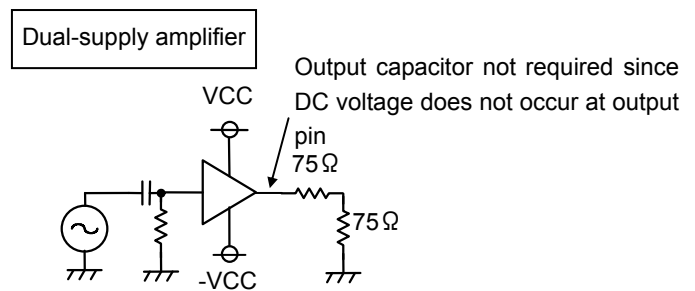 Dual-supply amplifier
Output capacitor not required since
DC voltage does not occur at output
pin
VCC
75Ω
75Ω
-VCC